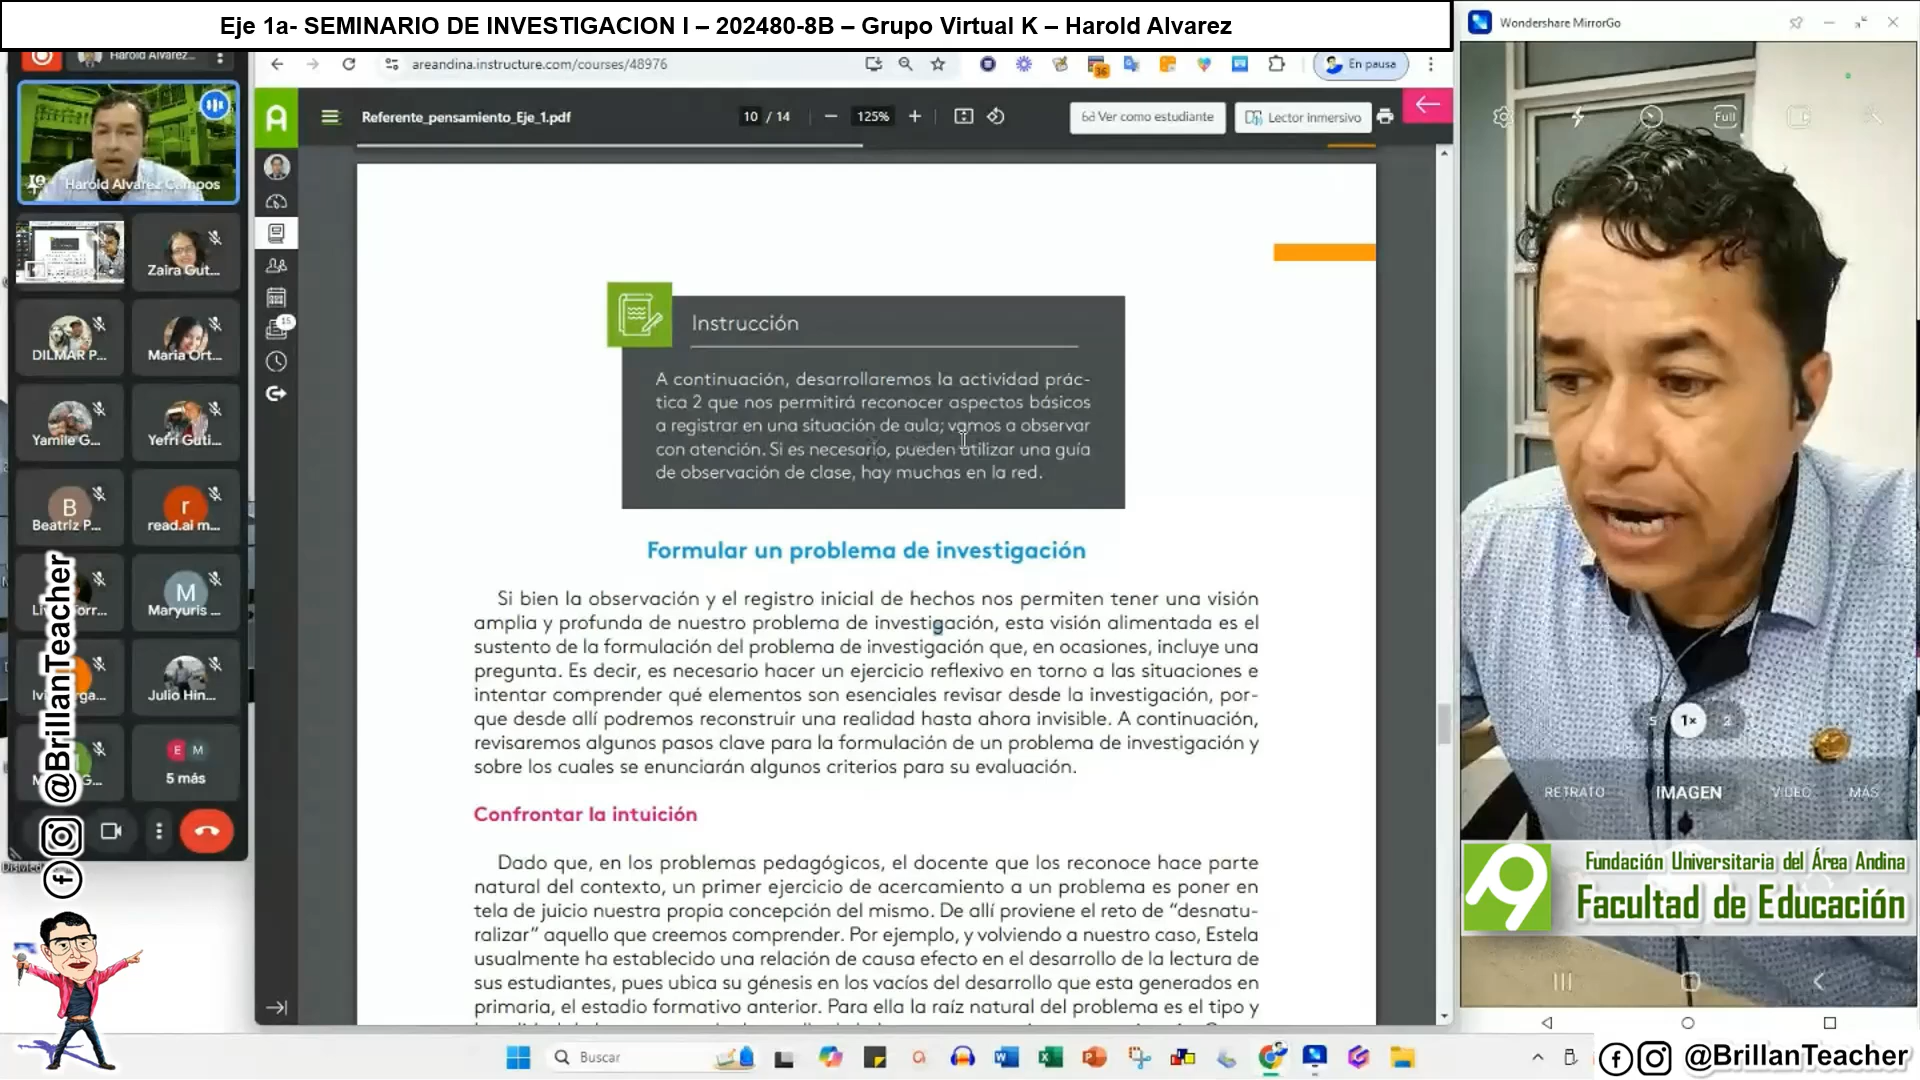 Eje 1a- SEMINARIO DE INVESTIGACION I – 202480-8B – Grupo Virtual K – Harold Alvarez
Wondershare MirrorGo
Harold Alvarez...
areandina.instructure.com/courses/48976
36
En pausa
Referente_pensamiento_Eje_1.pdf
10 / 14
125%
Ver como estudiante
Lector inmersivo
Full
Harold Alvarez Campos
Zaira Gut...
DILMAR P...
Maria Ort...
Yamile G...
Yefri Guti...
B
Beatriz P...
r
read.ai m...
M
Maryuris ...
Julio Hin...
E M
5 más
15
@BrillanTeacher
Instrucción
A continuación, desarrollaremos la actividad prác-
tica 2 que nos permitirá reconocer aspectos básicos
a registrar en una situación de aula; vamos a observar
con atención. Si es necesario, pueden utilizar una guía
de observación de clase, hay muchas en la red.
Formular un problema de investigación
Si bien la observación y el registro inicial de hechos nos permiten tener una visión
amplia y profunda de nuestro problema de investigación, esta visión alimentada es el
sustento de la formulación del problema de investigación que, en ocasiones, incluye una
pregunta. Es decir, es necesario hacer un ejercicio reflexivo en torno a las situaciones e
intentar comprender qué elementos son esenciales revisar desde la investigación, por-
que desde allí podremos reconstruir una realidad hasta ahora invisible. A continuación,
revisaremos algunos pasos clave para la formulación de un problema de investigación y
sobre los cuales se enunciarán algunos criterios para su evaluación.
Confrontar la intuición
Dado que, en los problemas pedagógicos, el docente que los reconoce hace parte
natural del contexto, un primer ejercicio de acercamiento a un problema es poner en
tela de juicio nuestra propia concepción del mismo. De allí proviene el reto de “desnatu-
ralizar” aquello que creemos comprender. Por ejemplo, y volviendo a nuestro caso, Estela
usualmente ha establecido una relación de causa efecto en el desarrollo de la lectura de
sus estudiantes, pues ubica su génesis en los vacíos del desarrollo que esta generados en
primaria, el estadio formativo anterior. Para ella la raíz natural del problema es el tipo y
1× 2
RETRATO IMAGEN VIDEO MÁS
Fundación Universitaria del Área Andina
Facultad de Educación
Buscar
@BrillanTeacher